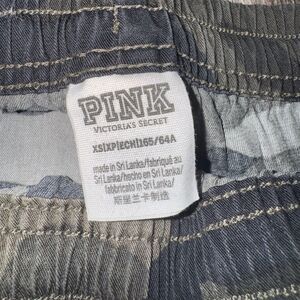 PINK
VICTORIA'S SECRET
XS|XP|ECH|165/64A
made in Sri Lanka/fabriqué au
Sri Lanka/hecho en Sri Lanka/
fabbricato in Sri Lanka/
斯里兰卡制造